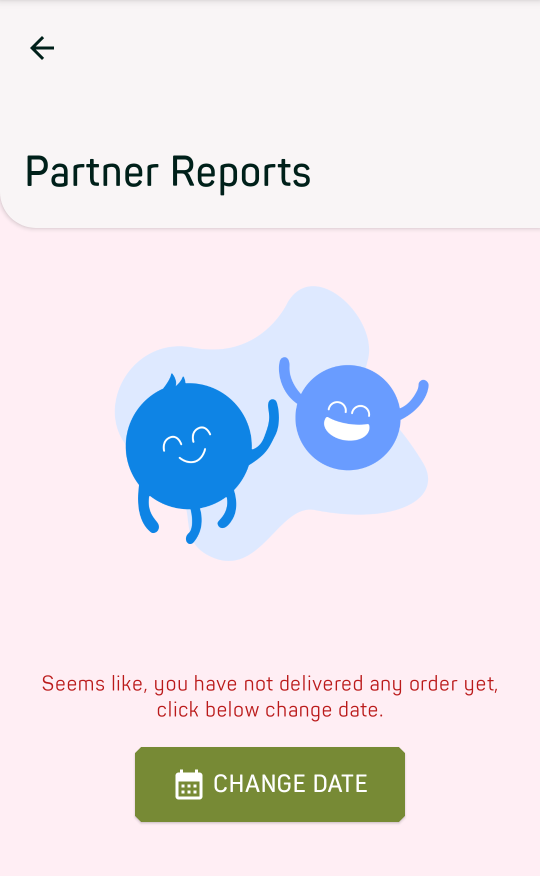 Partner Reports
Seems like, you have not delivered any order yet,
click below change date.
CHANGE DATE